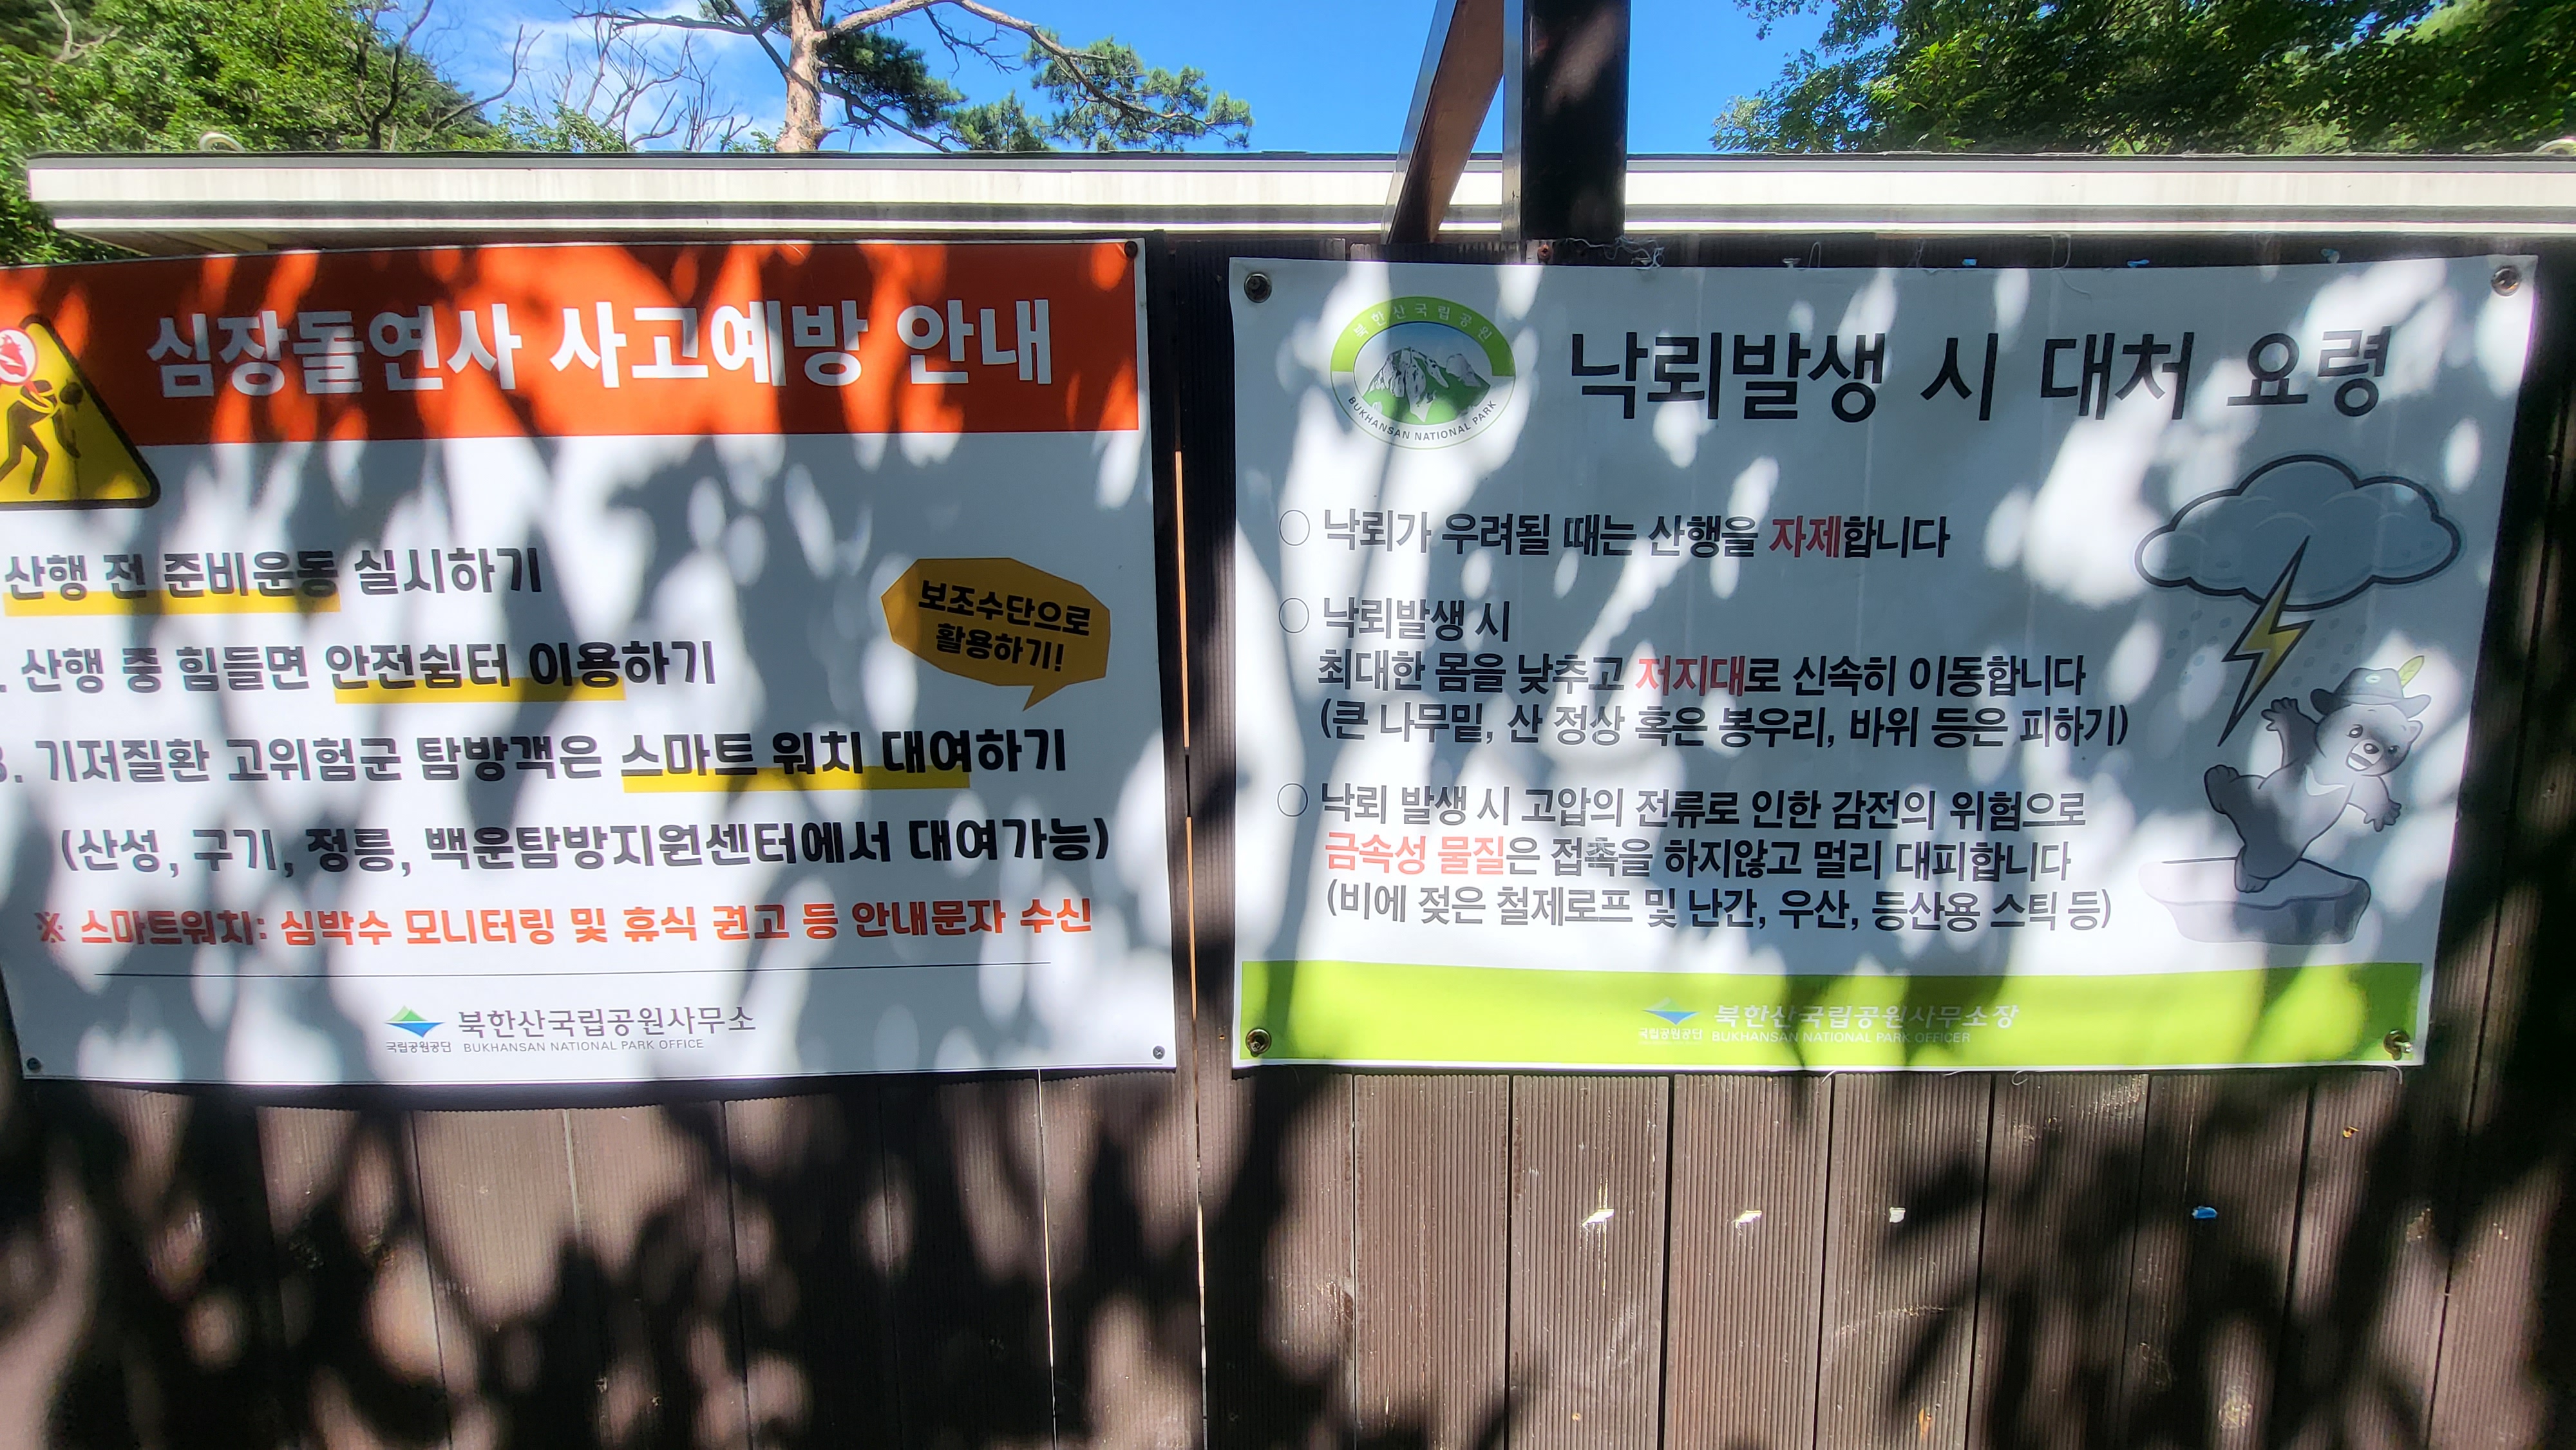 심장돌연사 사고예방 안내
산행 전 준비운동 실시하기
산행 중 힘들면 안전쉼터 이용하기
보조수단으로
활용하기!
3. 기저질환 고위험군 탐방객은 스마트 워치 대여하기
(산성, 구기, 정릉, 백운탐방지원센터에서 대여가능)
※ 스마트워치: 심박수 모니터링 및 휴식 권고 등 안내문자 수신
국립공원공단
북한산국립공원사무소
BUKHANSAN NATIONAL PARK OFFICE
북한산국립공원
BUKHANSAN NATIONAL PARK
낙뢰발생 시 대처 요령
○ 낙뢰가 우려될 때는 산행을 자제합니다
○ 낙뢰발생 시
최대한 몸을 낮추고 저지대로 신속히 이동합니다
(큰 나무밑, 산 정상 혹은 봉우리, 바위 등은 피하기)
○ 낙뢰 발생 시 고압의 전류로 인한 감전의 위험으로
금속성 물질은 접촉을 하지않고 멀리 대피합니다
(비에 젖은 철제로프 및 난간, 우산, 등산용 스틱 등)
국립공원공단
북한산국립공원사무소장
BUKHANSAN NATIONAL PARK OFFICER